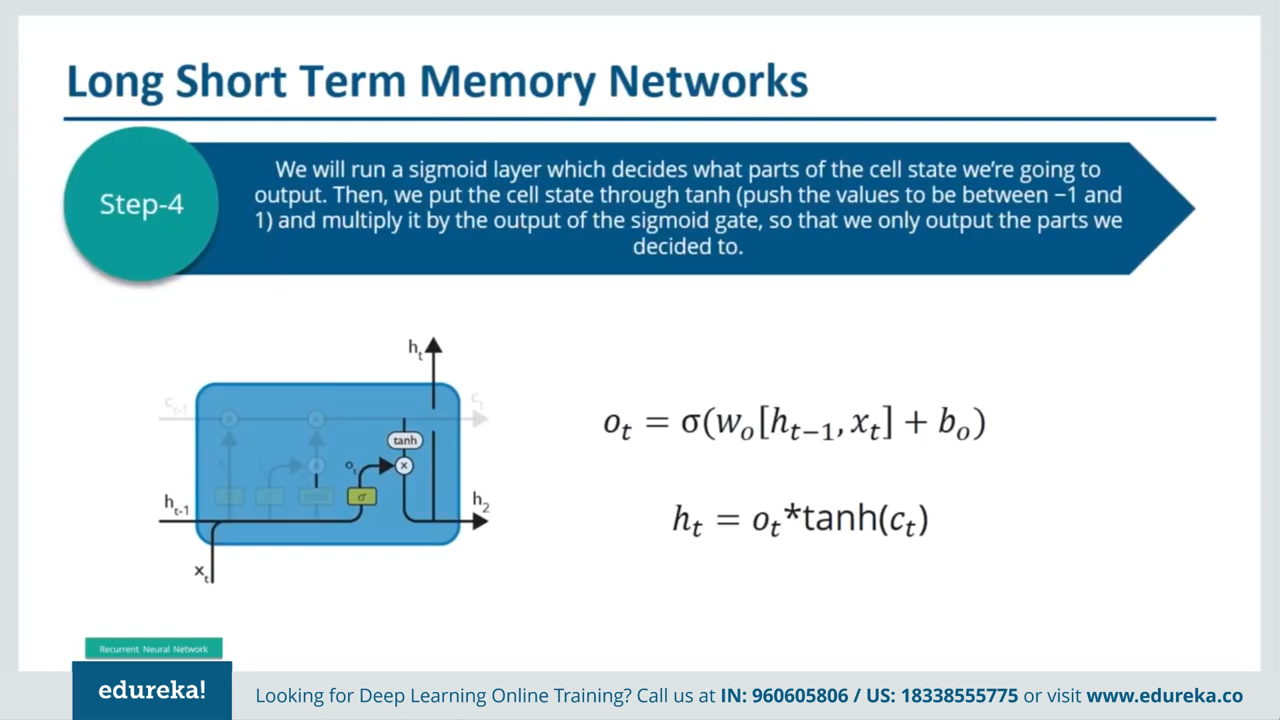 Long Short Term Memory Networks
Step-4
We will run a sigmoid layer which decides what parts of the cell state we’re going to
output. Then, we put the cell state through tanh (push the values to be between −1 and
1) and multiply it by the output of the sigmoid gate, so that we only output the parts we
decided to.
h_t
c_{t-1}
c_t
tanh
o_t
σ
h_{t-1}
h_2
x_t
o_t = σ(w_o[h_{t−1}, x_t] + b_o)
h_t = o_t*tanh(c_t)
Recurrent Neural Network
edureka!
Looking for Deep Learning Online Training? Call us at IN: 960605806 / US: 18338555775 or visit www.edureka.co